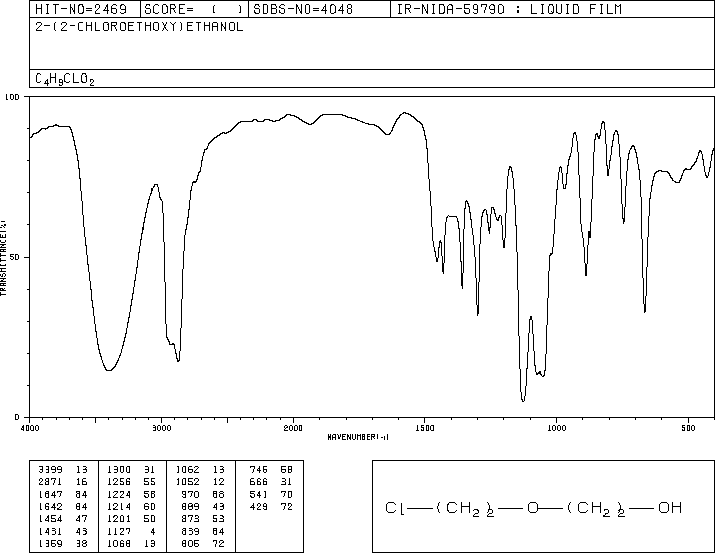 HIT-NO=2469 SCORE= ( ) SDBS-NO=4048 IR-NIDA-59790 : LIQUID FILM
2-(2-CHLOROETHOXY)ETHANOL
C4H9CLO2
100
50
0
TRANSMITTANCE(%)
4000 3000 2000 1500 1000 500
WAVENUMBER(-1)
3399 13 1300 31 1062 13 746 58
2871 16 1256 55 1052 12 666 31
1847 84 1224 58 970 68 541 70
1642 84 1214 60 889 43 429 72
1454 47 1201 50 873 53
1431 43 1127 4 839 84
1359 38 1068 13 805 72
Cl—(CH2)2—O—(CH2)2—OH